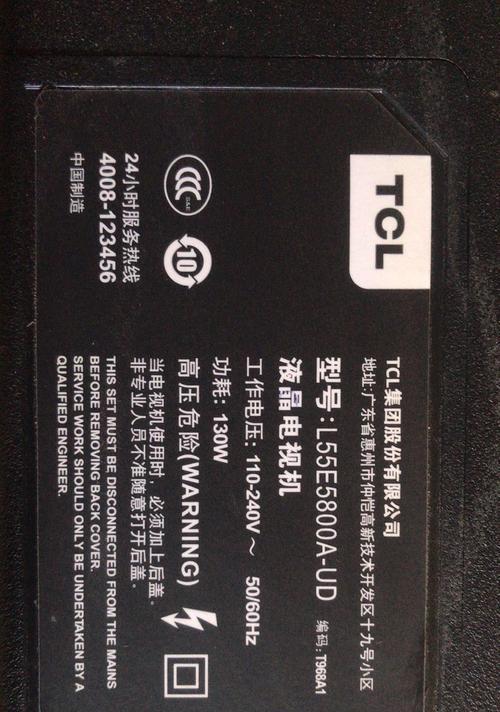 TCL
TCL集团股份有限公司
地址:广东省惠州市仲恺高新技术开发区十九号小区
型号:L55E5800A-UD 编码:T968A1
液晶电视机
工作电压:110-240V～ 50/60Hz
功耗:130W
高压危险(WARNING)
当电视机使用时,必须加上后盖。
非专业人员不准随意打开后盖。
THIS SET MUST BE DISCONNECTED FROM THE MAINS
BEFORE REMOVING BACK COVER.
SERVICE WORK SHOULD ONLY BE UNDERTAKEN BY A
QUALIFIED ENGINEER.
CCC
S&E
10
24小时服务热线
4008-123456
中国制造